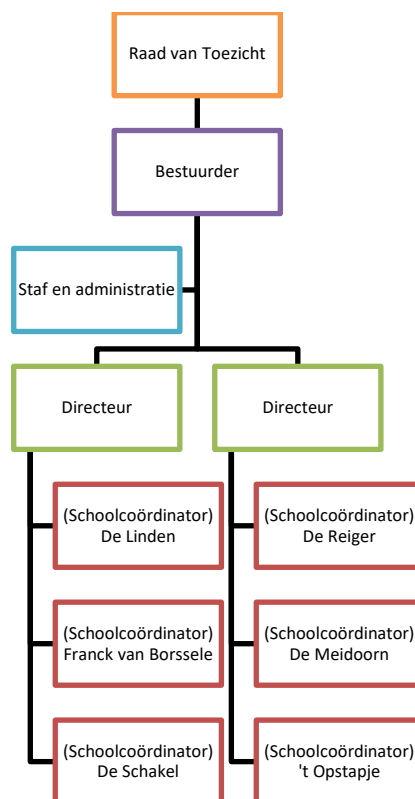 Raad van Toezicht
Bestuurder
Staf en administratie
Directeur
Directeur
(Schoolcoördinator)
De Linden
(Schoolcoördinator)
Franck van Borssele
(Schoolcoördinator)
De Schakel
(Schoolcoördinator)
De Reiger
(Schoolcoördinator)
De Meidoorn
(Schoolcoördinator)
't Opstapje